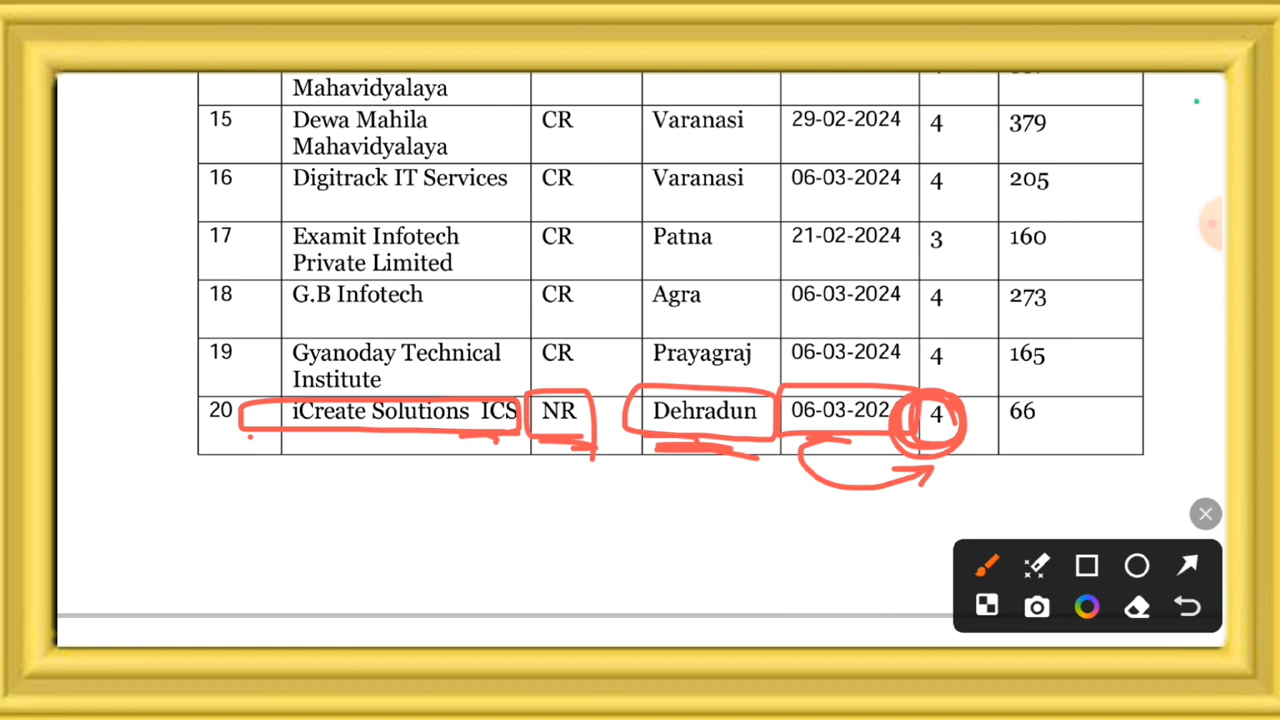 Mahavidyalaya
15 Dewa Mahila CR Varanasi 29-02-2024 4 379
Mahavidyalaya
16 Digitrack IT Services CR Varanasi 06-03-2024 4 205
17 Examit Infotech CR Patna 21-02-2024 3 160
Private Limited
18 G.B Infotech CR Agra 06-03-2024 4 273
19 Gyanoday Technical CR Prayagraj 06-03-2024 4 165
Institute
20 iCreate Solutions ICS NR Dehradun 06-03-202 4 66